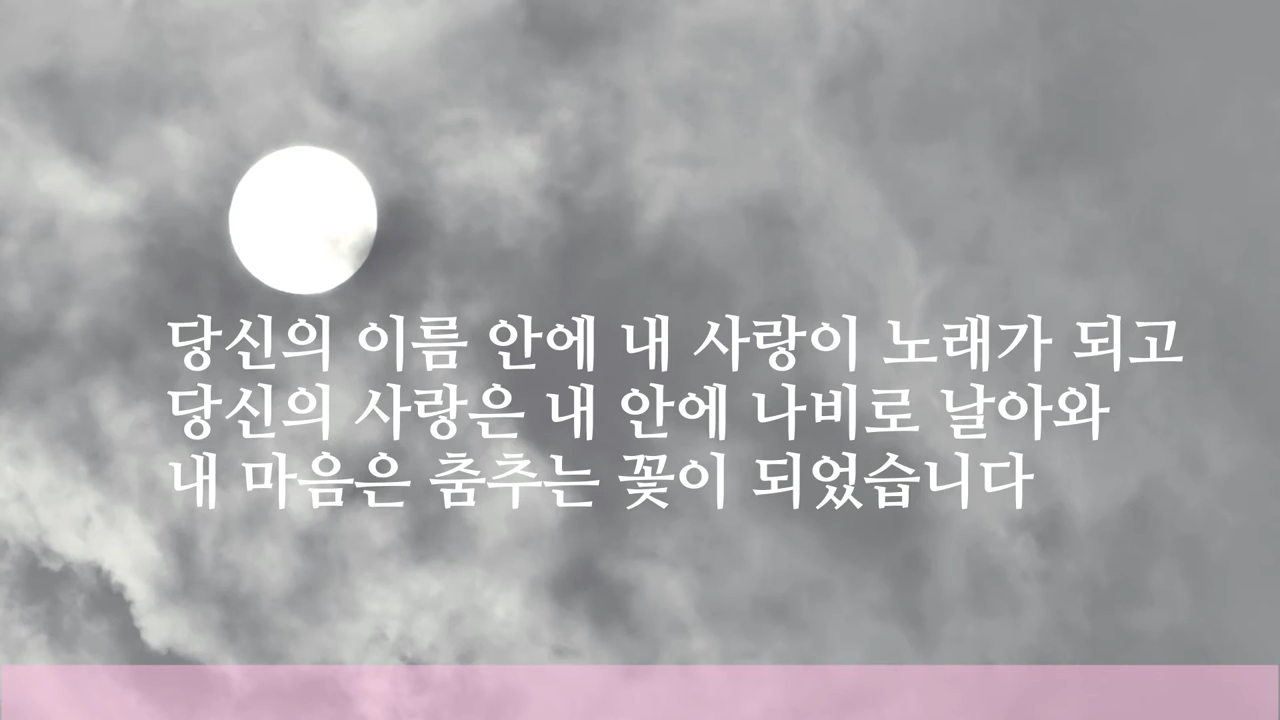 당신의 이름 안에 내 사랑이 노래가 되고
당신의 사랑은 내 안에 나비로 날아와
내 마음은 춤추는 꽃이 되었습니다